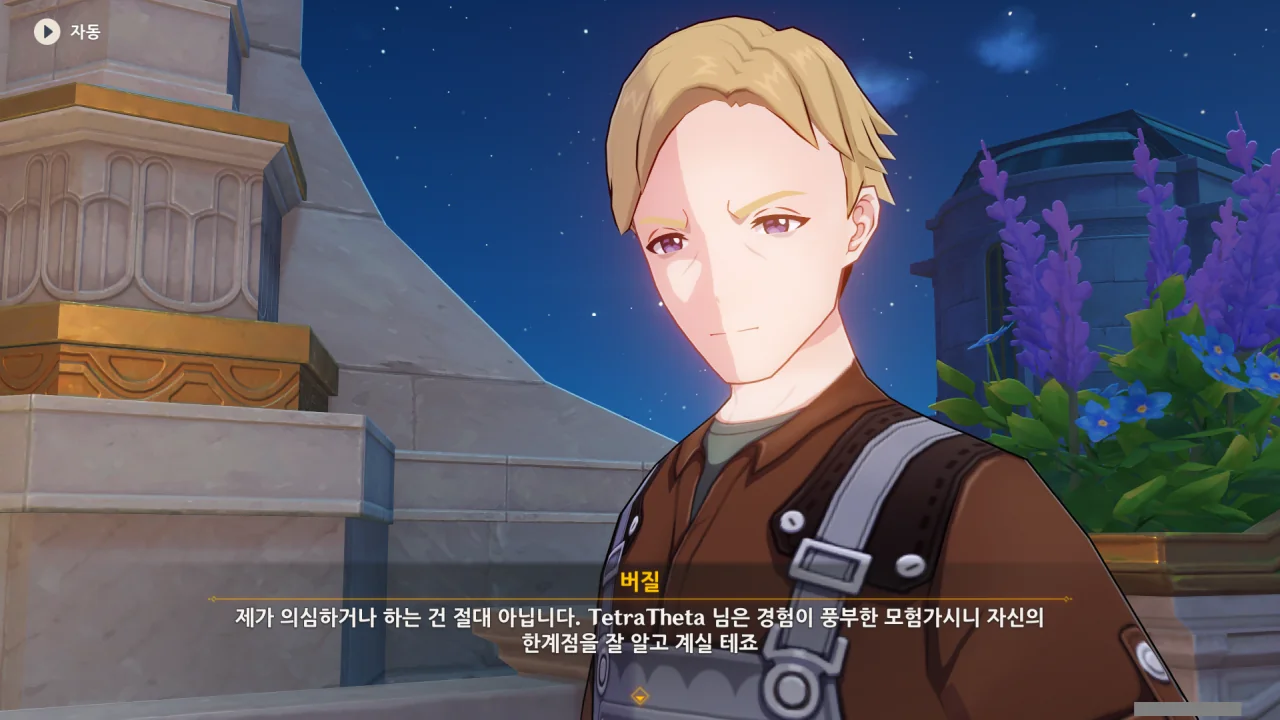 자동
버질
제가 의심하거나 하는 건 절대 아닙니다. TetraTheta 님은 경험이 풍부한 모험가시니 자신의
한계점을 잘 알고 계실 테죠